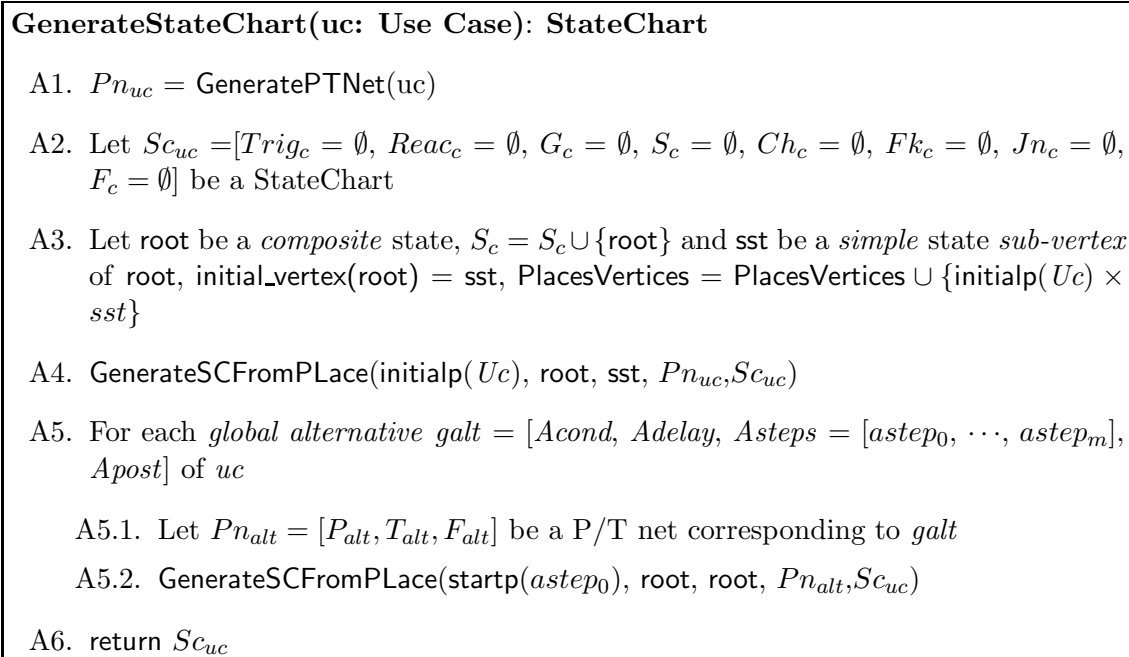 GenerateStateChart(uc: Use Case): StateChart
A1. Pn_uc = GeneratePTNet(uc)
A2. Let Sc_uc =[Trig_c = ∅, Reac_c = ∅, G_c = ∅, S_c = ∅, Ch_c = ∅, Fk_c = ∅, Jn_c = ∅,
F_c = ∅] be a StateChart
A3. Let root be a composite state, S_c = S_c ∪ {root} and sst be a simple state sub-vertex
of root, initial_vertex(root) = sst, PlacesVertices = PlacesVertices ∪ {initialp(Uc) ×
sst}
A4. GenerateSCFromPLace(initialp(Uc), root, sst, Pn_uc,Sc_uc)
A5. For each global alternative galt = [Acond, Adelay, Asteps = [astep_0, ⋯, astep_m],
Apost] of uc
A5.1. Let Pn_alt = [P_alt, T_alt, F_alt] be a P/T net corresponding to galt
A5.2. GenerateSCFromPLace(startp(astep_0), root, root, Pn_alt,Sc_uc)
A6. return Sc_uc